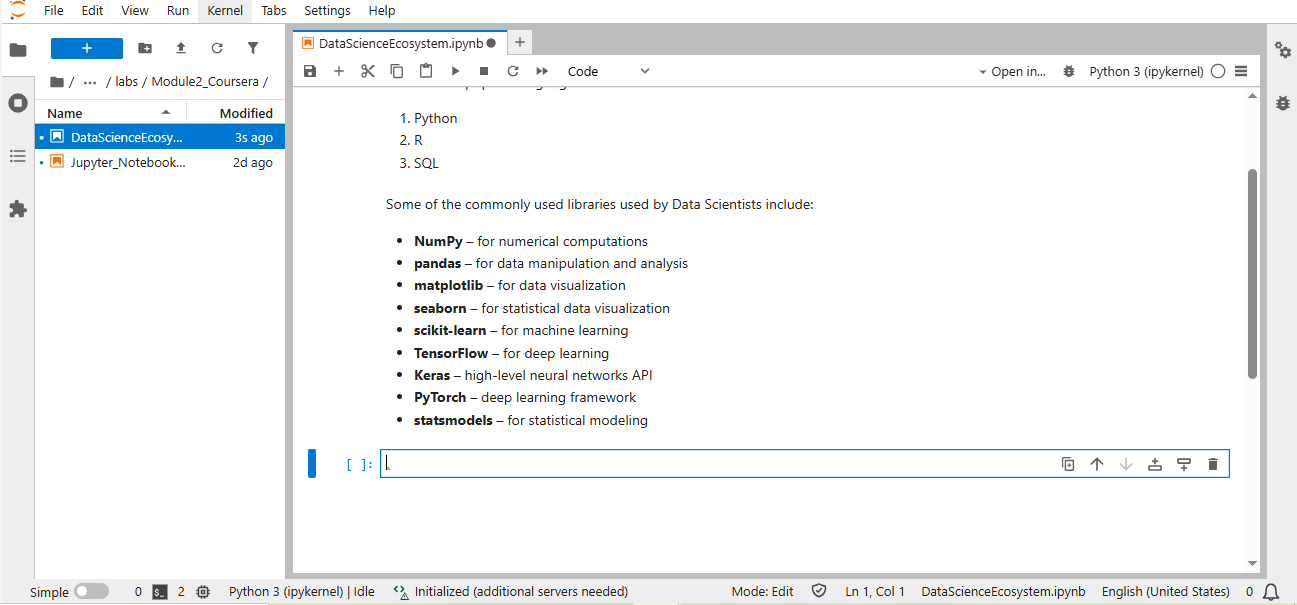 File Edit View Run Kernel Tabs Settings Help
+
/ ··· / labs / Module2_Coursera /
Name Modified
DataScienceEcosy... 3s ago
Jupyter_Notebook... 2d ago
DataScienceEcosystem.ipynb
Code
Open in...
Python 3 (ipykernel)
1. Python
2. R
3. SQL
Some of the commonly used libraries used by Data Scientists include:
• NumPy – for numerical computations
• pandas – for data manipulation and analysis
• matplotlib – for data visualization
• seaborn – for statistical data visualization
• scikit-learn – for machine learning
• TensorFlow – for deep learning
• Keras – high-level neural networks API
• PyTorch – deep learning framework
• statsmodels – for statistical modeling
[ ]:
Simple 0 $_ 2 Python 3 (ipykernel) | Idle Initialized (additional servers needed) Mode: Edit Ln 1, Col 1 DataScienceEcosystem.ipynb English (United States) 0